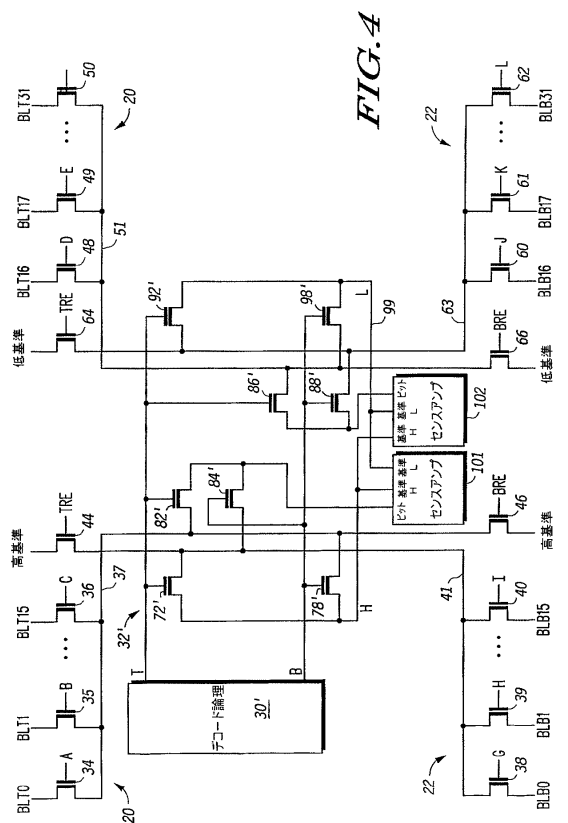 BLT0
A
34
BLT1
B
35
BLT15
C
36
高基準
TRE
44
低基準
TRE
64
BLT16
D
48
BLT17
E
49
BLT31
50
20
37
51
20
FIG.4
32'
T
B
デコード論理
30'
72'
78'
82'
84'
86'
88'
92'
98'
H
L
99
ビット 基準 基準
H L
センスアンプ
101
基準 基準 ビット
H L
センスアンプ
102
22
41
63
22
G
38
BLB0
H
39
BLB1
I
40
BLB15
BRE
46
高基準
BRE
66
低基準
J
60
BLB16
K
61
BLB17
L
62
BLB31